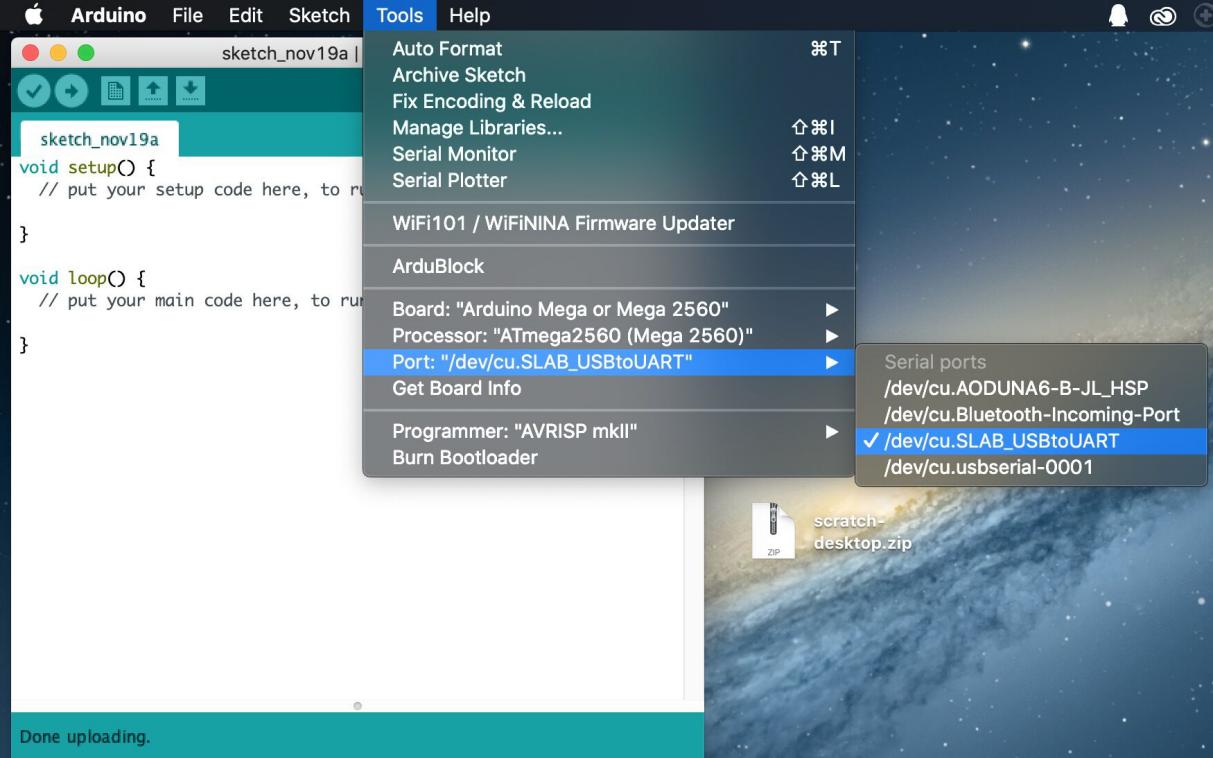 Arduino File Edit Sketch Tools Help
sketch_nov19a |
Auto Format ⌘T
Archive Sketch
Fix Encoding & Reload
Manage Libraries... ⇧⌘I
Serial Monitor ⇧⌘M
Serial Plotter ⇧⌘L
WiFi101 / WiFiNINA Firmware Updater
ArduBlock
Board: "Arduino Mega or Mega 2560"
Processor: "ATmega2560 (Mega 2560)"
Port: "/dev/cu.SLAB_USBtoUART"
Get Board Info
Programmer: "AVRISP mkII"
Burn Bootloader
Serial ports
/dev/cu.AODUNA6-B-JL_HSP
/dev/cu.Bluetooth-Incoming-Port
✓ /dev/cu.SLAB_USBtoUART
/dev/cu.usbserial-0001
sketch_nov19a
void setup() {
// put your setup code here, to ru
}
void loop() {
// put your main code here, to run
}
ZIP
scratch-
desktop.zip
Done uploading.